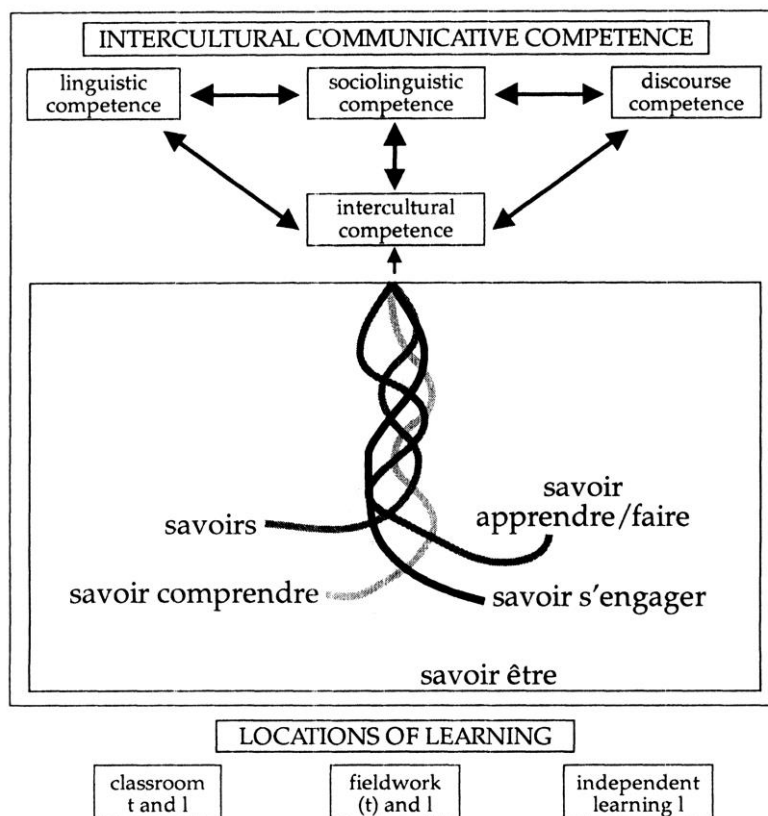 INTERCULTURAL COMMUNICATIVE COMPETENCE
linguistic
competence
sociolinguistic
competence
discourse
competence
intercultural
competence
savoirs
savoir
apprendre/faire
savoir comprendre
savoir s'engager
savoir être
LOCATIONS OF LEARNING
classroom
t and l
fieldwork
(t) and l
independent
learning l